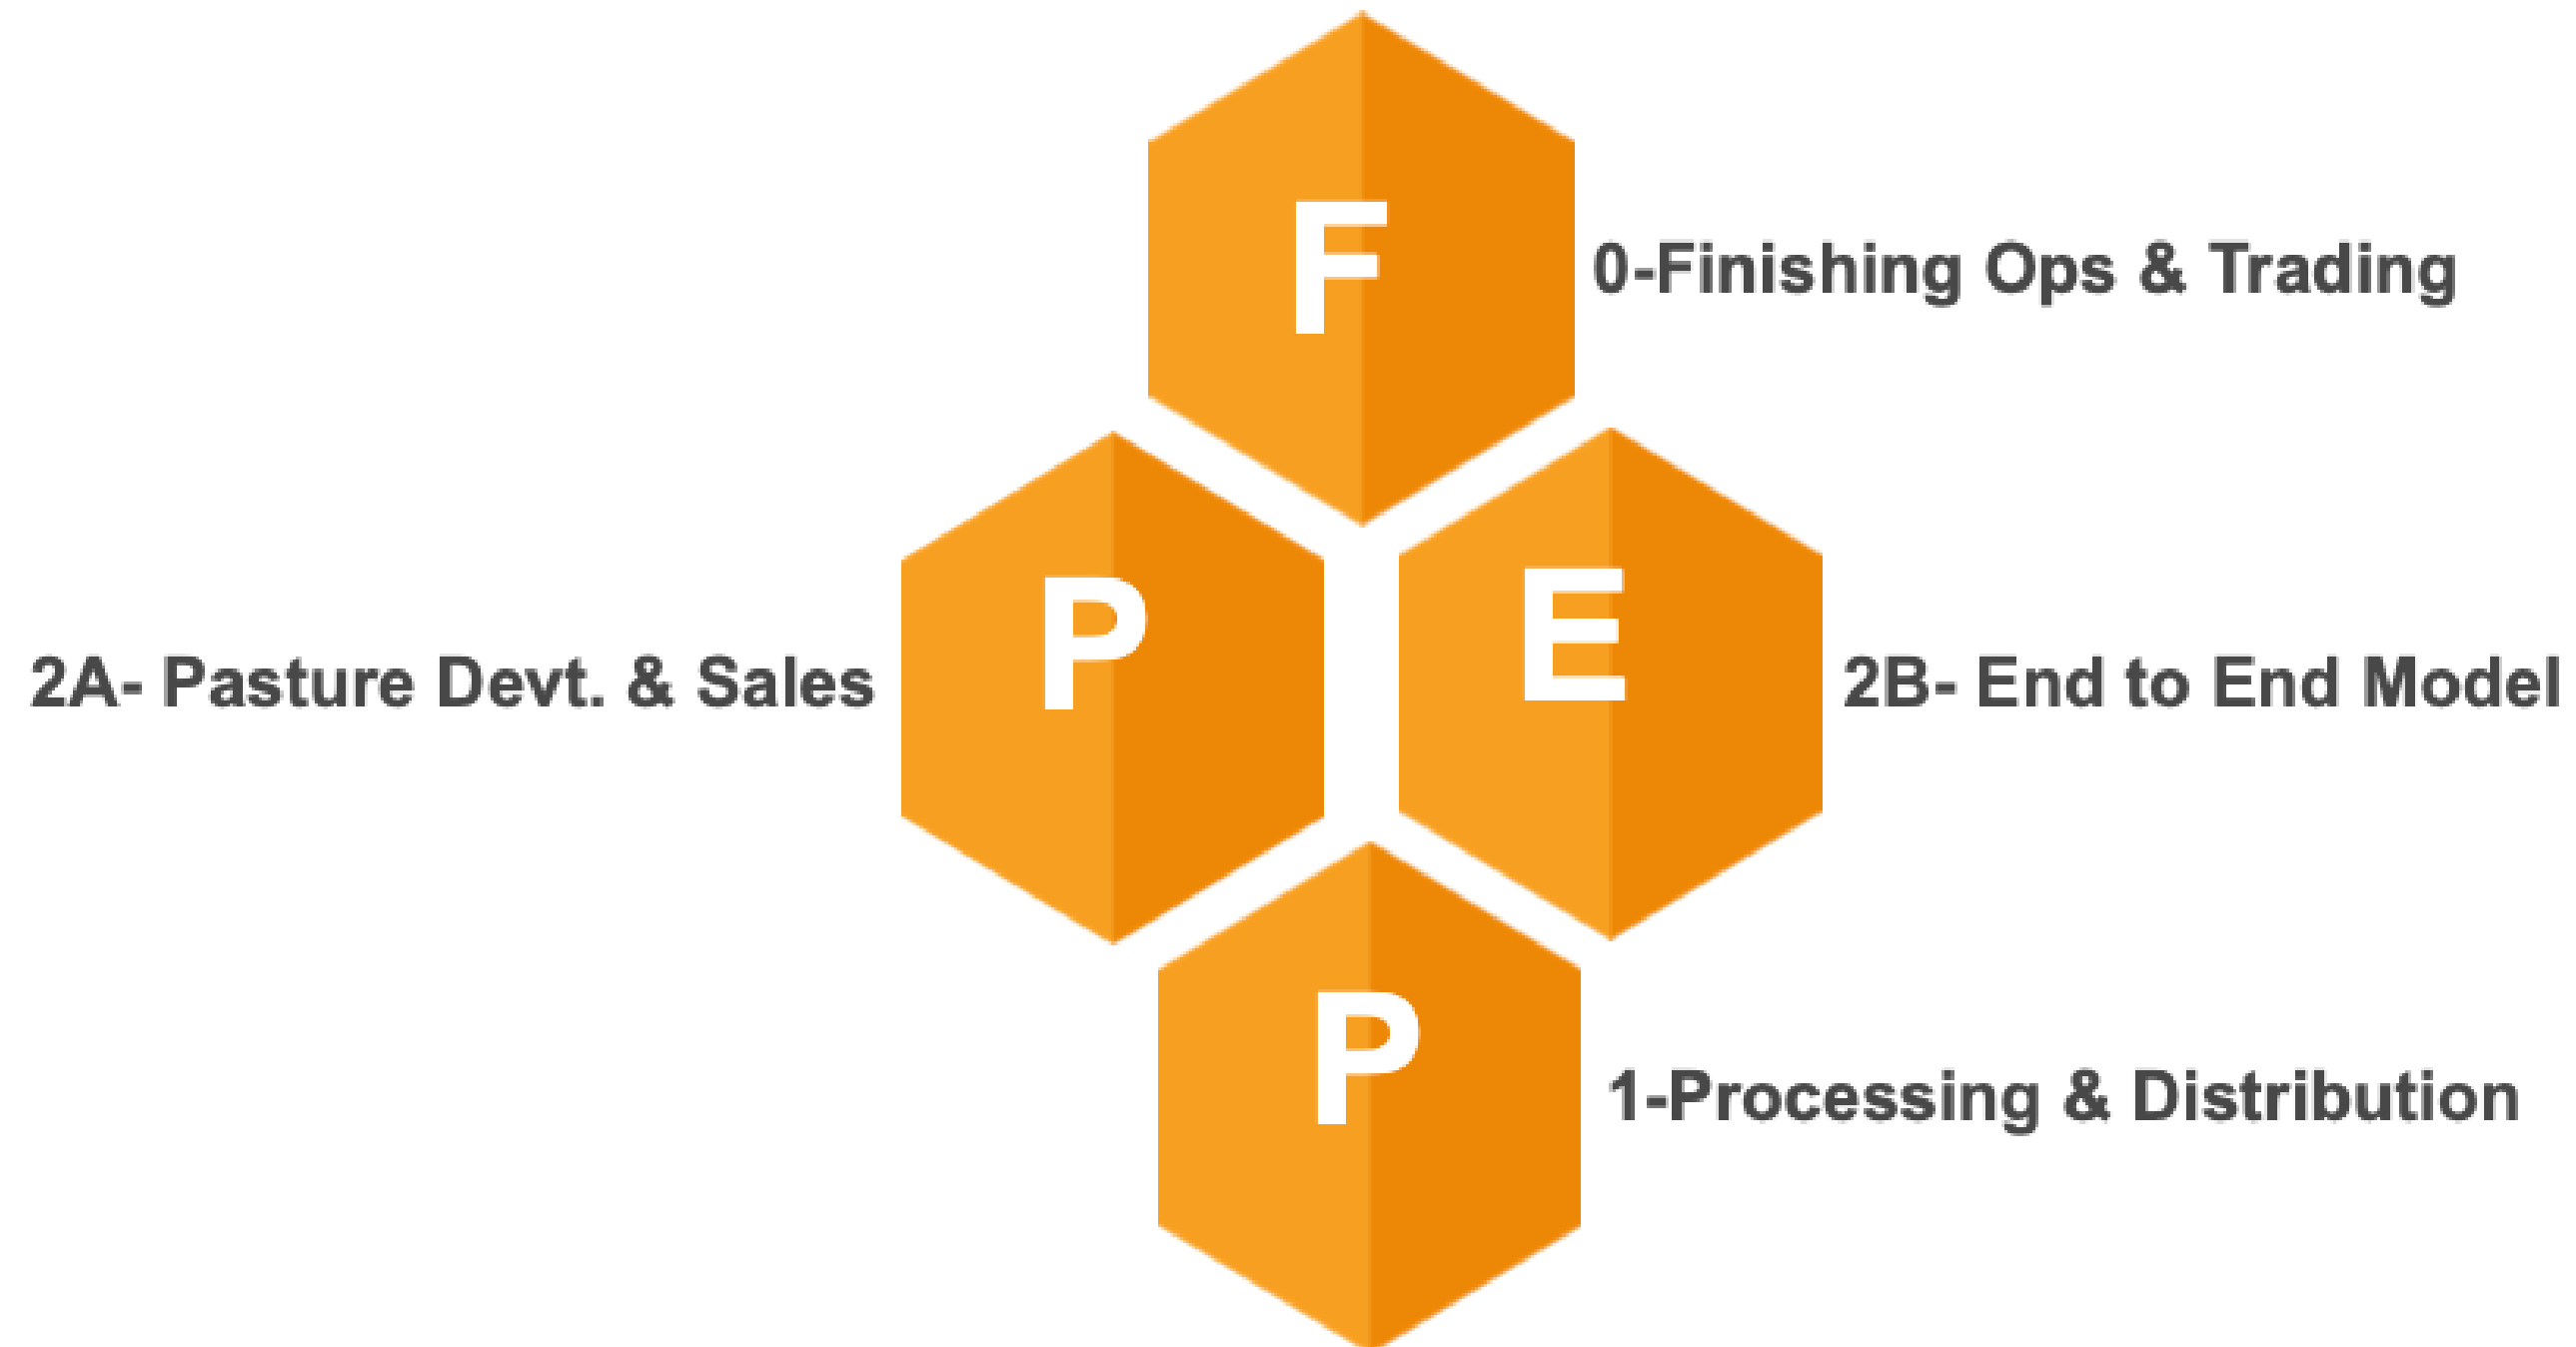 F
0-Finishing Ops & Trading
2A- Pasture Devt. & Sales
P
E
2B- End to End Model
P
1-Processing & Distribution